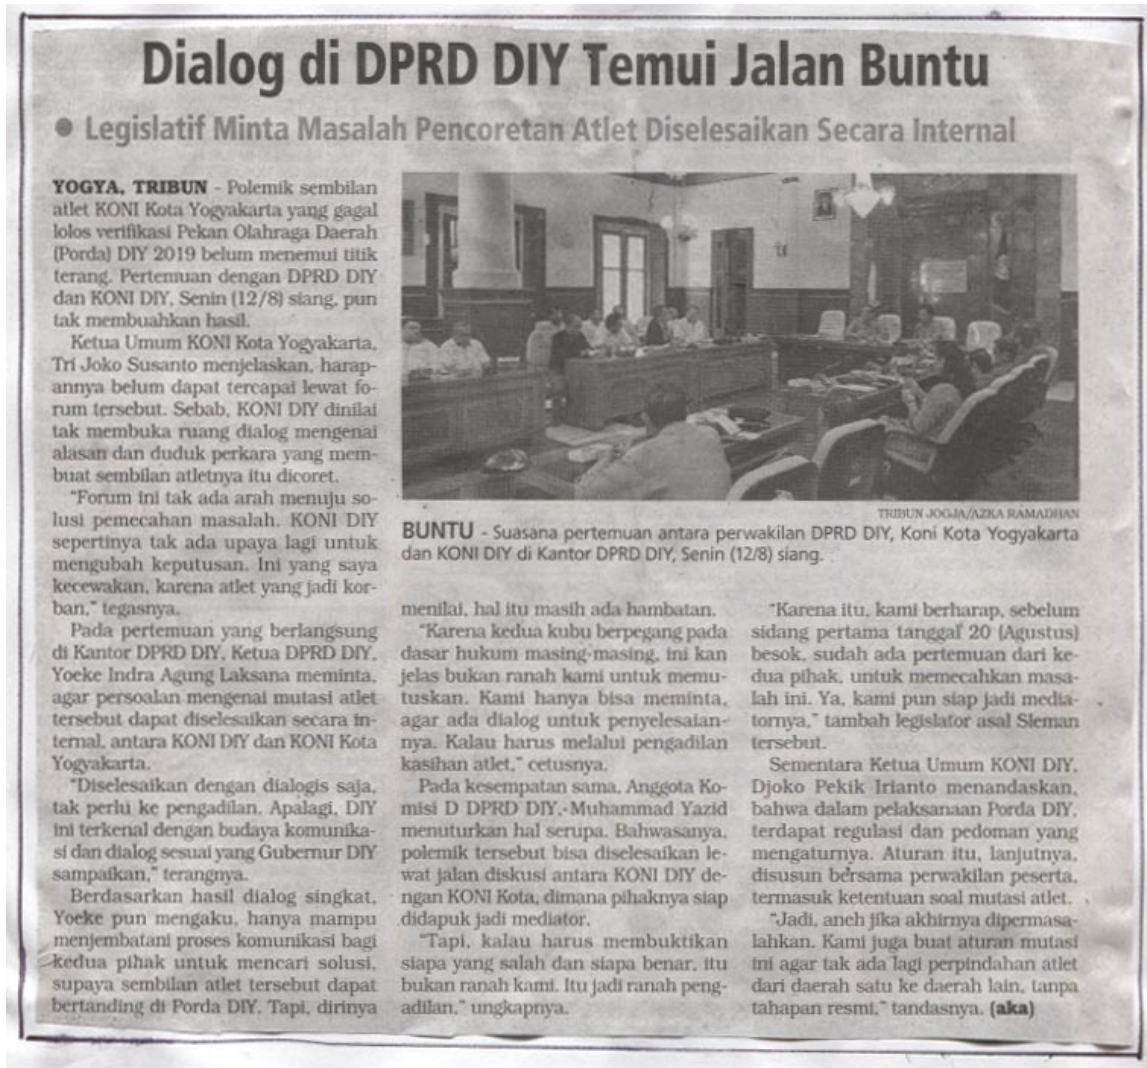 Dialog di DPRD DIY Temui Jalan Buntu
● Legislatif Minta Masalah Pencoretan Atlet Diselesaikan Secara Internal
YOGYA, TRIBUN - Polemik sembilan
atlet KONI Kota Yogyakarta yang gagal
lolos verifikasi Pekan Olahraga Daerah
(Porda) DIY 2019 belum menemui titik
terang. Pertemuan dengan DPRD DIY
dan KONI DIY, Senin (12/8) siang, pun
tak membuahkan hasil.
Ketua Umum KONI Kota Yogyakarta,
Tri Joko Susanto menjelaskan, harap-
annya belum dapat tercapai lewat fo-
rum tersebut. Sebab, KONI DIY dinilai
tak membuka ruang dialog mengenai
alasan dan duduk perkara yang mem-
buat sembilan atletnya itu dicoret.
"Forum ini tak ada arah menuju so-
lusi pemecahan masalah. KONI DIY
sepertinya tak ada upaya lagi untuk
mengubah keputusan. Ini yang saya
kecewakan, karena atlet yang jadi kor-
ban," tegasnya.
Pada pertemuan yang berlangsung
di Kantor DPRD DIY, Ketua DPRD DIY,
Yoeke Indra Agung Laksana meminta,
agar persoalan mengenai mutasi atlet
tersebut dapat diselesaikan secara in-
ternal, antara KONI DIY dan KONI Kota
Yogyakarta.
"Diselesaikan dengan dialogis saja,
tak perlu ke pengadilan. Apalagi, DIY
ini terkenal dengan budaya komunika-
si dan dialog sesuai yang Gubernur DIY
sampaikan," terangnya.
Berdasarkan hasil dialog singkat,
Yoeke pun mengaku, hanya mampu
menjembatani proses komunikasi bagi
kedua pihak untuk mencari solusi,
supaya sembilan atlet tersebut dapat
bertanding di Porda DIY. Tapi, dirinya
TRIBUN JOGJA/AZKA RAMADHAN
BUNTU - Suasana pertemuan antara perwakilan DPRD DIY, Koni Kota Yogyakarta
dan KONI DIY di Kantor DPRD DIY, Senin (12/8) siang.
menilai, hal itu masih ada hambatan.
"Karena kedua kubu berpegang pada
dasar hukum masing-masing, ini kan
jelas bukan ranah kami untuk memu-
tuskan. Kami hanya bisa meminta,
agar ada dialog untuk penyelesaian-
nya. Kalau harus melalui pengadilan
kasihan atlet," cetusnya.
Pada kesempatan sama, Anggota Ko-
misi D DPRD DIY, Muhammad Yazid
menuturkan hal serupa. Bahwasanya,
polemik tersebut bisa diselesaikan le-
wat jalan diskusi antara KONI DIY de-
ngan KONI Kota, dimana pihaknya siap
didapuk jadi mediator.
"Tapi, kalau harus membuktikan
siapa yang salah dan siapa benar, itu
bukan ranah kami. Itu jadi ranah peng-
adilan," ungkapnya.
"Karena itu, kami berharap, sebelum
sidang pertama tanggal 20 (Agustus)
besok, sudah ada pertemuan dari ke-
dua pihak, untuk memecahkan masa-
lah ini. Ya, kami pun siap jadi media-
tornya," tambah legislator asal Sleman
tersebut.
Sementara Ketua Umum KONI DIY,
Djoko Pekik Irianto menandaskan,
bahwa dalam pelaksanaan Porda DIY,
terdapat regulasi dan pedoman yang
mengaturnya. Aturan itu, lanjutnya,
disusun bersama perwakilan peserta,
termasuk ketentuan soal mutasi atlet.
"Jadi, aneh jika akhirnya dipermasa-
lahkan. Kami juga buat aturan mutasi
ini agar tak ada lagi perpindahan atlet
dari daerah satu ke daerah lain, tanpa
tahapan resmi," tandasnya. (aka)